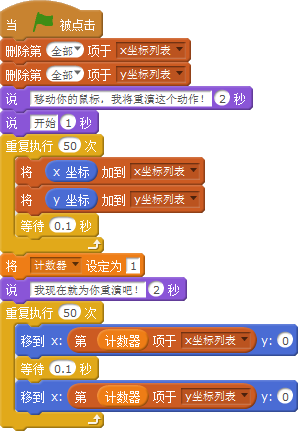 当 被点击
删除第 全部 项于 x坐标列表
删除第 全部 项于 y坐标列表
说 移动你的鼠标，我将重演这个动作！ 2 秒
说 开始 1 秒
重复执行 50 次
将 x 坐标 加到 x坐标列表
将 y 坐标 加到 y坐标列表
等待 0.1 秒
将 计数器 设定为 1
说 我现在就为你重演吧！ 2 秒
重复执行 50 次
移到 x: 第 计数器 项于 x坐标列表 y: 0
等待 0.1 秒
移到 x: 第 计数器 项于 y坐标列表 y: 0